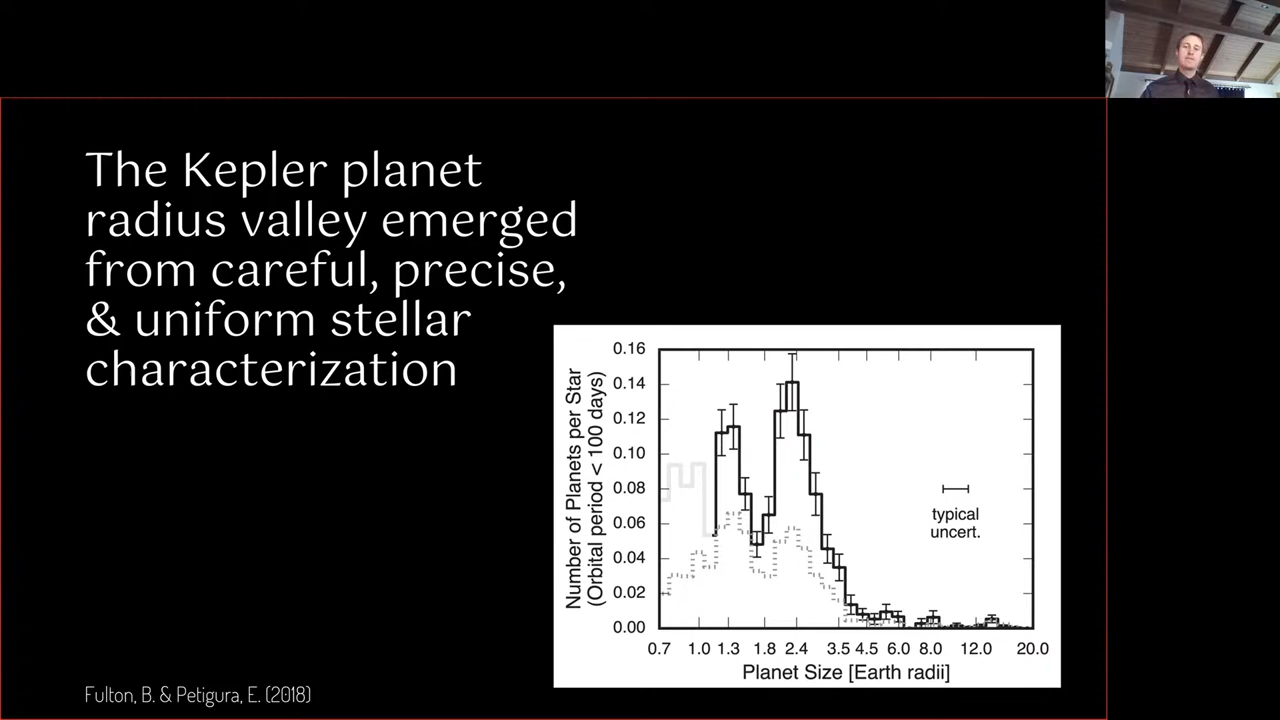 The Kepler planet
radius valley emerged
from careful, precise,
& uniform stellar
characterization
Number of Planets per Star
(Orbital period < 100 days)
0.16
0.14
0.12
0.10
0.08
0.06
0.04
0.02
0.00
typical
uncert.
0.7 1.0 1.3 1.8 2.4 3.5 4.5 6.0 8.0 12.0 20.0
Planet Size [Earth radii]
Fulton, B. & Petigura, E. (2018)